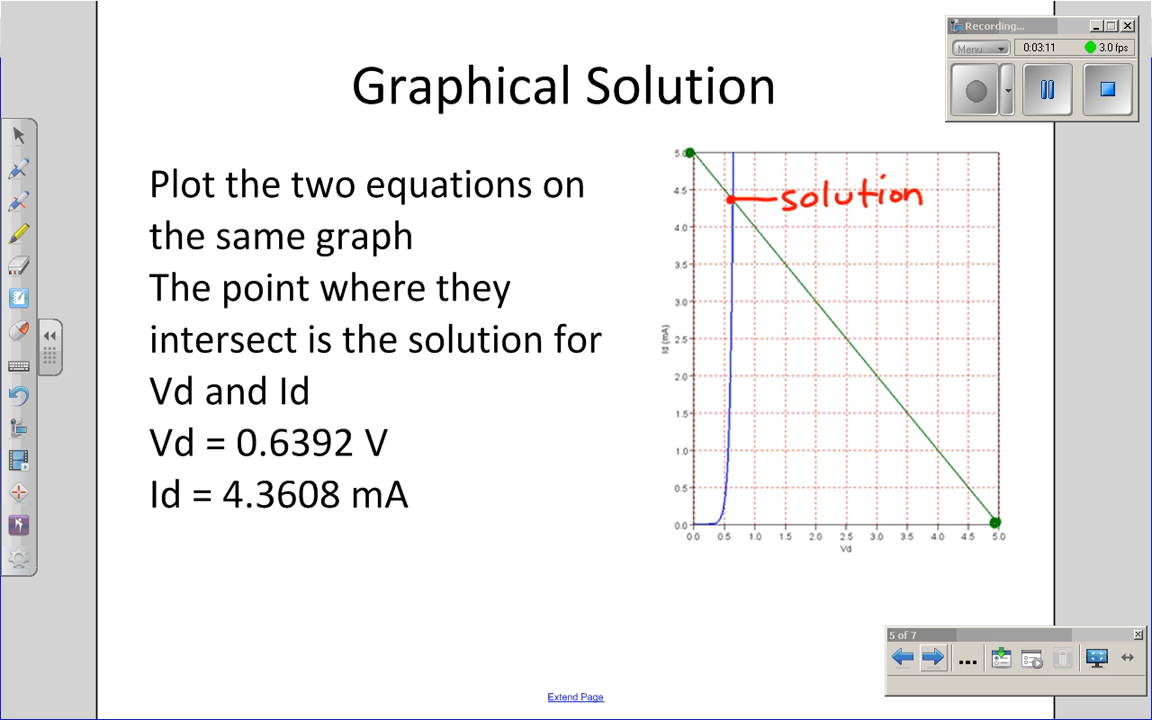 Recording...
Menu
0:03:11
3.0 fps
Graphical Solution
Plot the two equations on
the same graph
The point where they
intersect is the solution for
Vd and Id
Vd = 0.6392 V
Id = 4.3608 mA
solution
5.0
4.5
4.0
3.5
3.0
2.5
2.0
1.5
1.0
0.5
0.0
Id (mA)
0.0 0.5 1.0 1.5 2.0 2.5 3.0 3.5 4.0 4.5 5.0
Vd
5 of 7
...
Extend Page